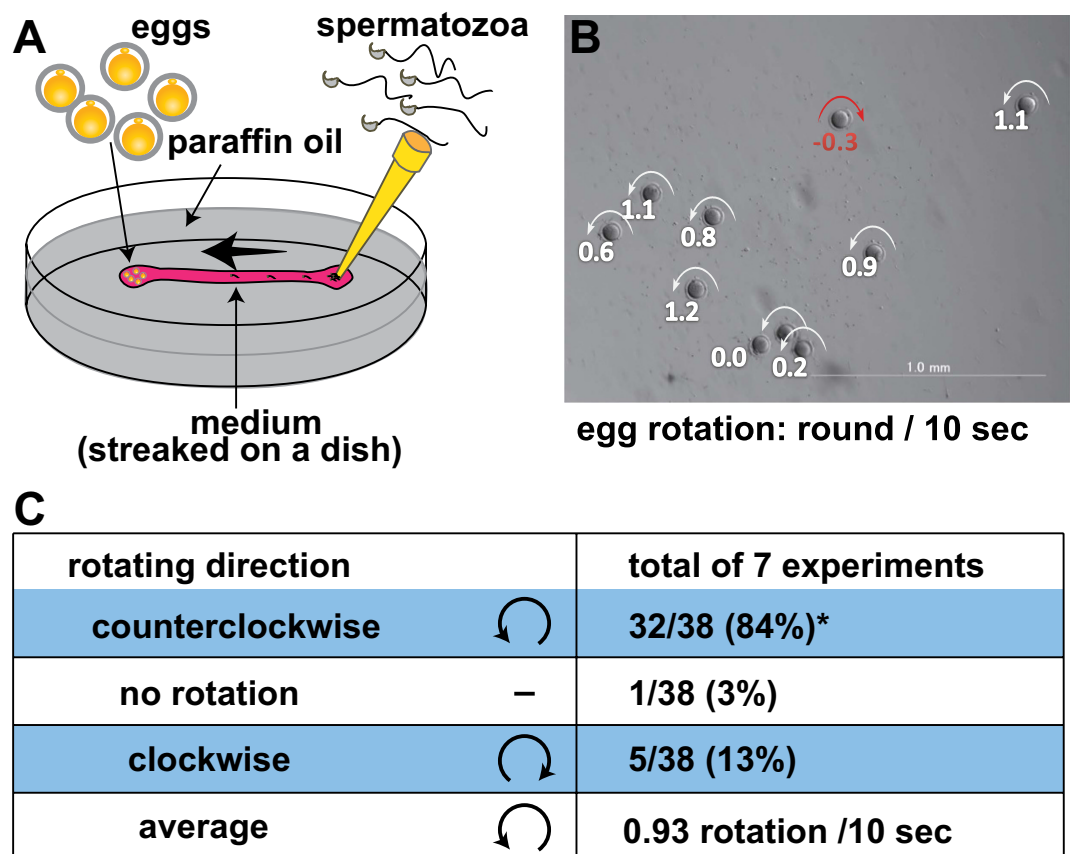 A
eggs
spermatozoa
paraffin oil
medium
(streaked on a dish)
B
-0.3
1.1
1.1
0.6
0.8
0.9
1.2
0.0
0.2
1.0 mm
egg rotation: round / 10 sec
C
rotating direction total of 7 experiments
counterclockwise 32/38 (84%)*
no rotation – 1/38 (3%)
clockwise 5/38 (13%)
average 0.93 rotation /10 sec